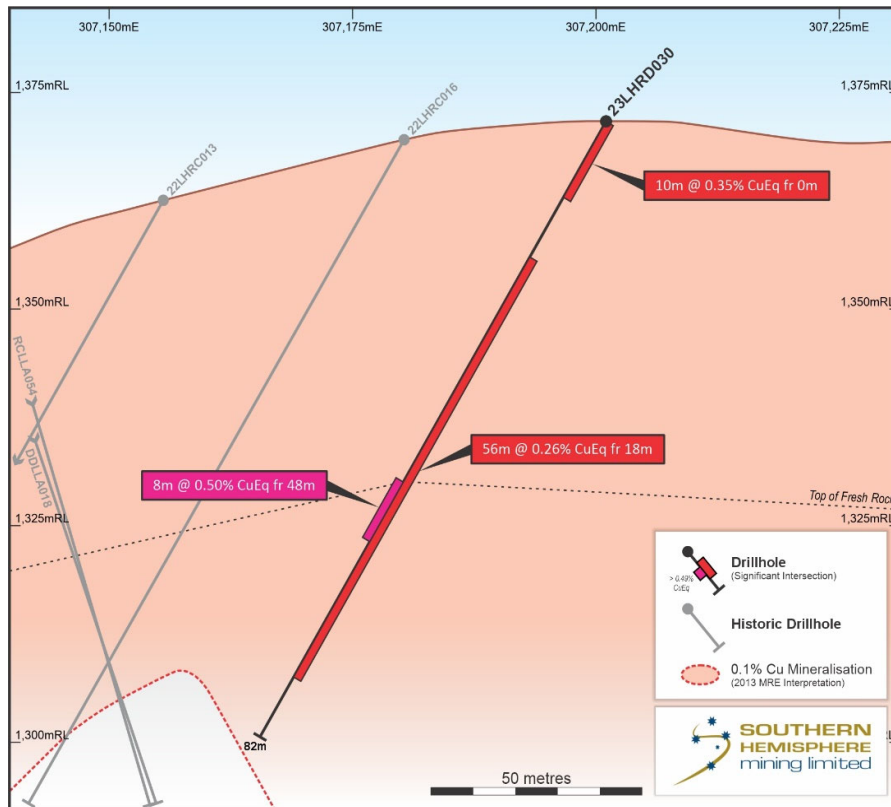 307,150mE
307,175mE
307,200mE
307,225mE
1,375mRL
1,375mRL
23LHRD030
22LHRC016
22LHRC013
10m @ 0.35% CuEq fr 0m
1,350mRL
1,350mRL
RCLLA054
DDLLA018
56m @ 0.26% CuEq fr 18m
8m @ 0.50% CuEq fr 48m
Top of Fresh Rock
1,325mRL
1,325mRL
Drillhole
(Significant Intersection)
> 0.49%
CuEq
Historic Drillhole
0.1% Cu Mineralisation
(2013 MRE Interpretation)
1,300mRL
82m
50 metres
SOUTHERN
HEMISPHERE
mining limited